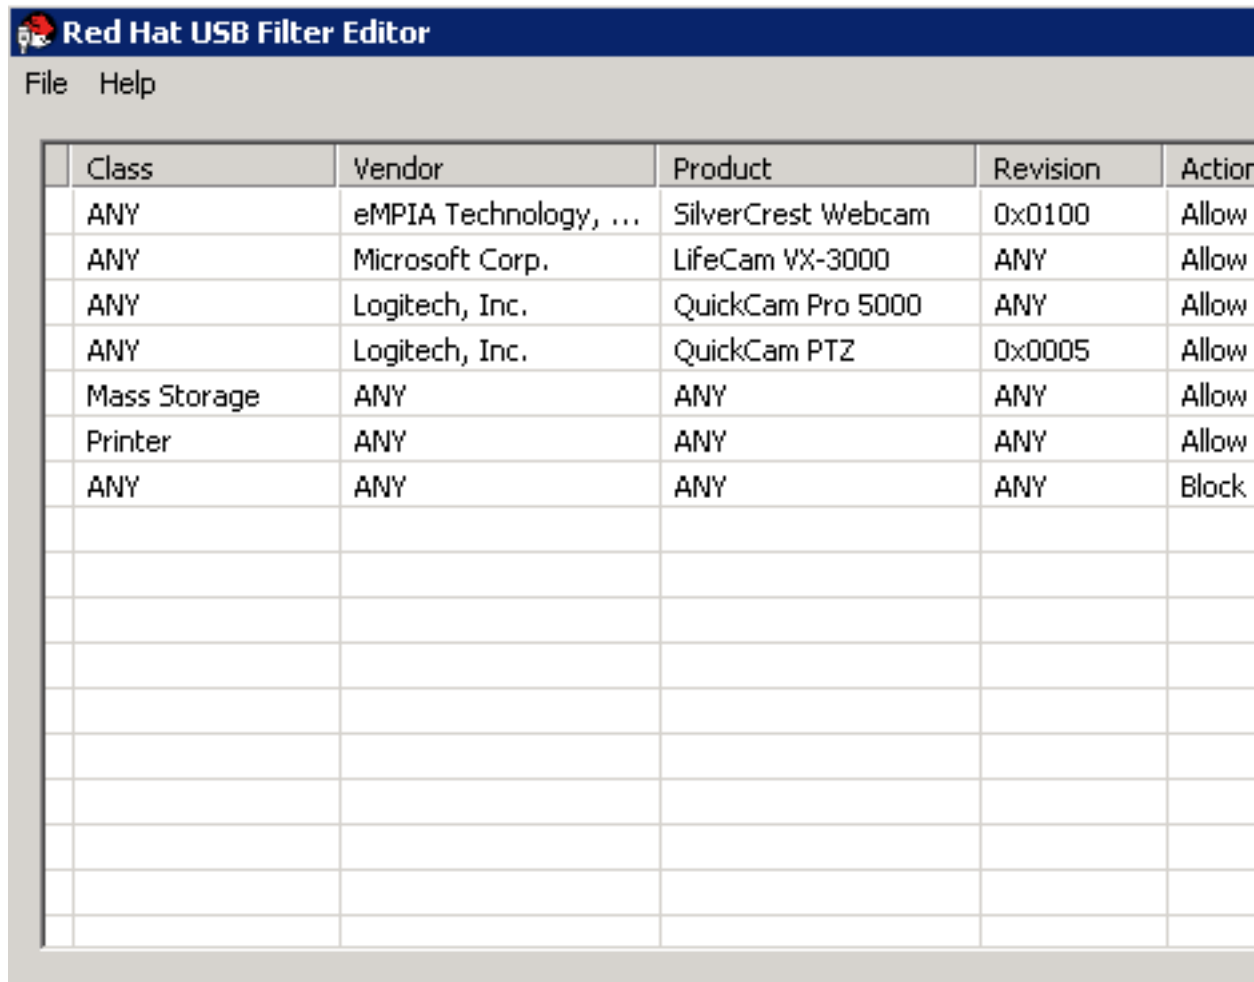 Red Hat USB Filter Editor
File Help
Class Vendor Product Revision Action
ANY eMPIA Technology, ... SilverCrest Webcam 0x0100 Allow
ANY Microsoft Corp. LifeCam VX-3000 ANY Allow
ANY Logitech, Inc. QuickCam Pro 5000 ANY Allow
ANY Logitech, Inc. QuickCam PTZ 0x0005 Allow
Mass Storage ANY ANY ANY Allow
Printer ANY ANY ANY Allow
ANY ANY ANY ANY Block